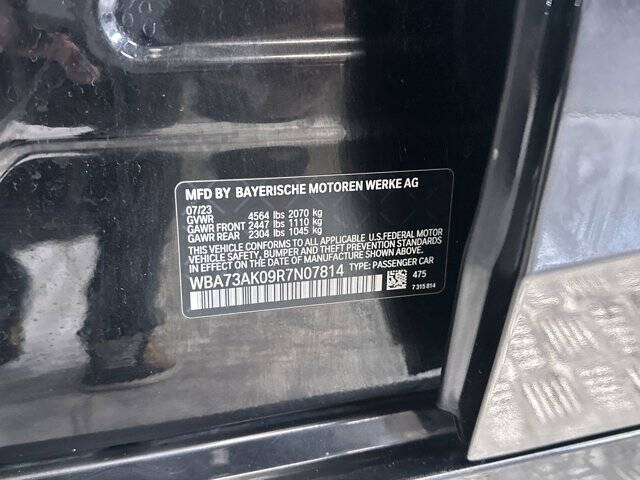 MFD BY BAYERISCHE MOTOREN WERKE AG
07/23
GVWR 4564 lbs 2070 kg
GAWR FRONT 2447 lbs 1110 kg
GAWR REAR 2304 lbs 1045 kg
THIS VEHICLE CONFORMS TO ALL APPLICABLE U.S.FEDERAL MOTOR
VEHICLE SAFETY, BUMPER, AND THEFT PREVENTION STANDARDS
IN EFFECT ON THE DATE OF MANUFACTURE SHOWN ABOVE.
WBA73AK09R7N07814 TYPE: PASSENGER CAR
475
7 315 814